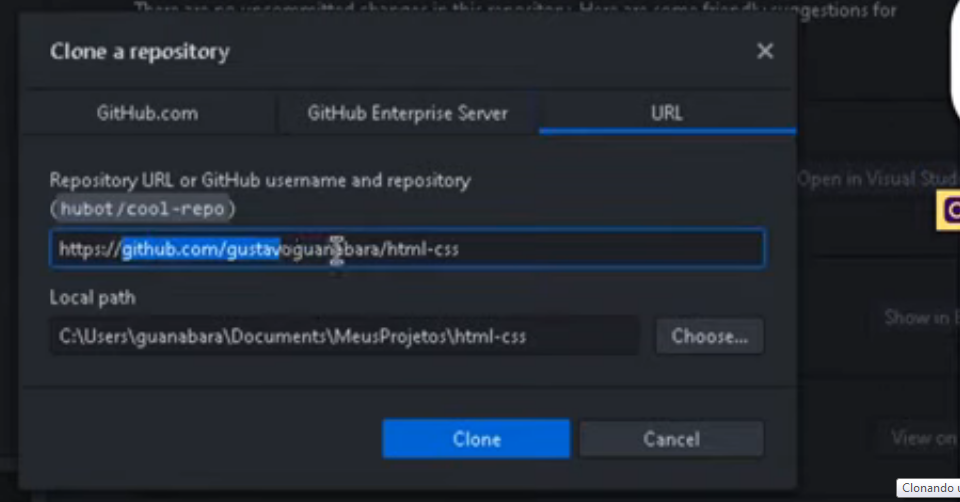 There are no uncommitted changes in this repository. Here are some friendly suggestions for
Clone a repository
GitHub.com GitHub Enterprise Server URL
Repository URL or GitHub username and repository
(hubot/cool-repo)
https://github.com/gustavoguanabara/html-css
Local path
C:\Users\guanabara\Documents\MeusProjetos\html-css
Choose...
Clone Cancel
Open in Visual Stud
Show in
View on
Clonando u